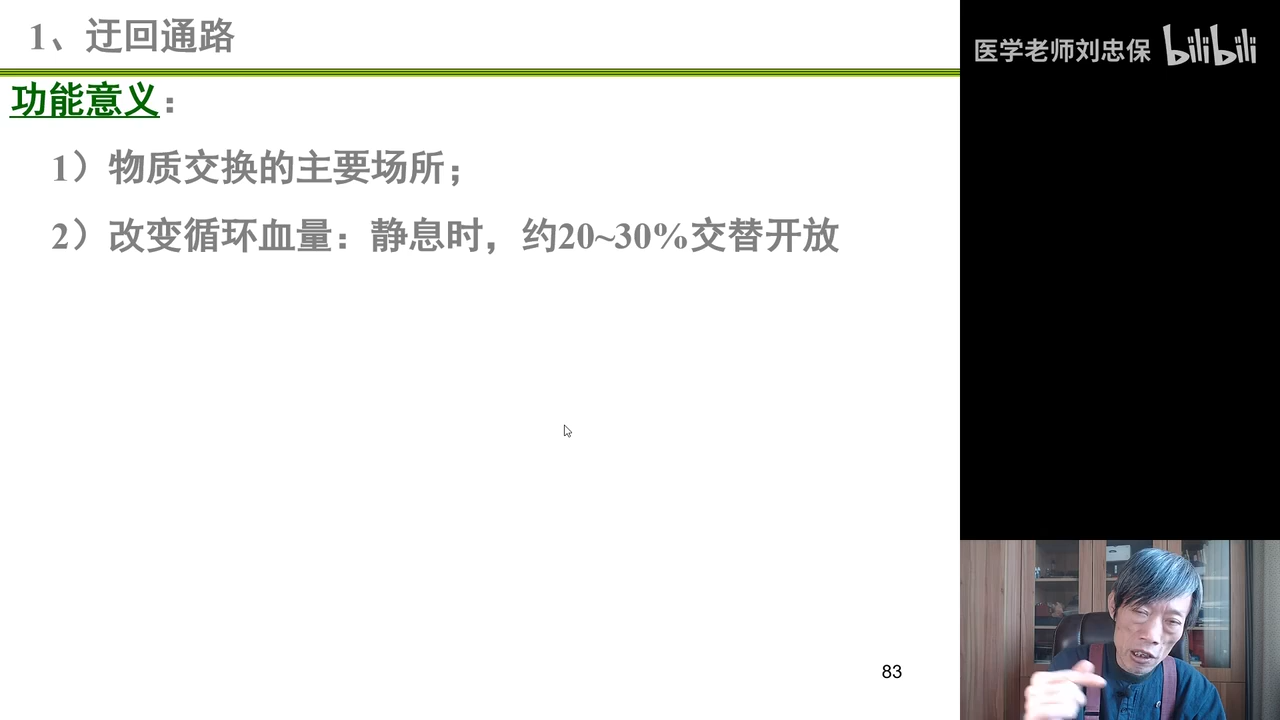 1、迂回通路
医学老师刘忠保 bilibili
功能意义：
1）物质交换的主要场所；
2）改变循环血量：静息时，约20~30%交替开放
83